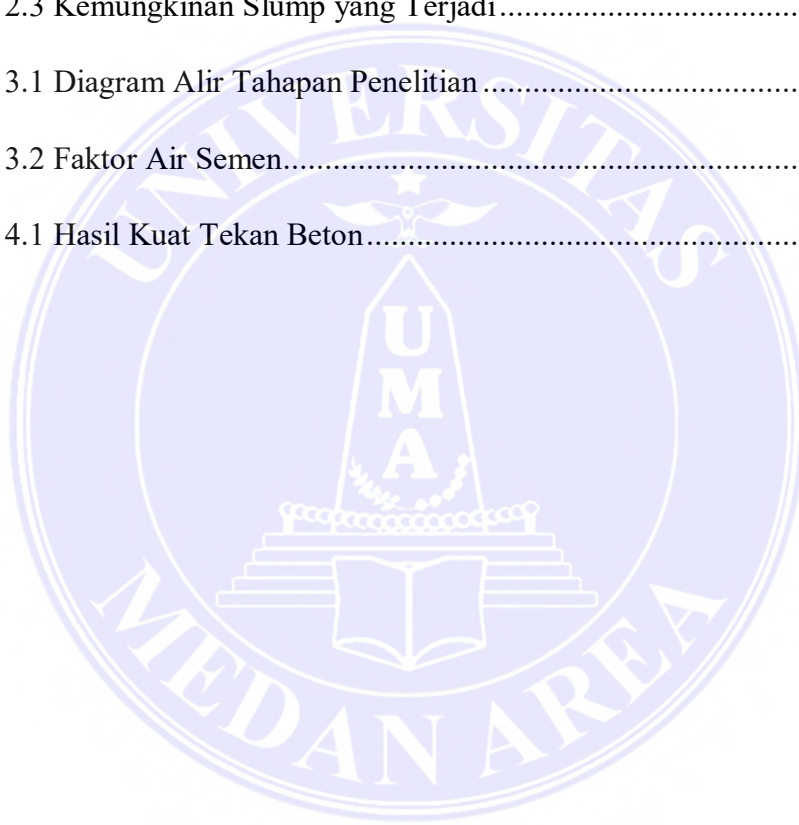 2.3 Kemungkinan Slump yang Terjadi....................................
3.1 Diagram Alir Tahapan Penelitian ......................................
3.2 Faktor Air Semen................................................................
4.1 Hasil Kuat Tekan Beton......................................................
UNIVERSITAS
U
M
A
MEDAN AREA